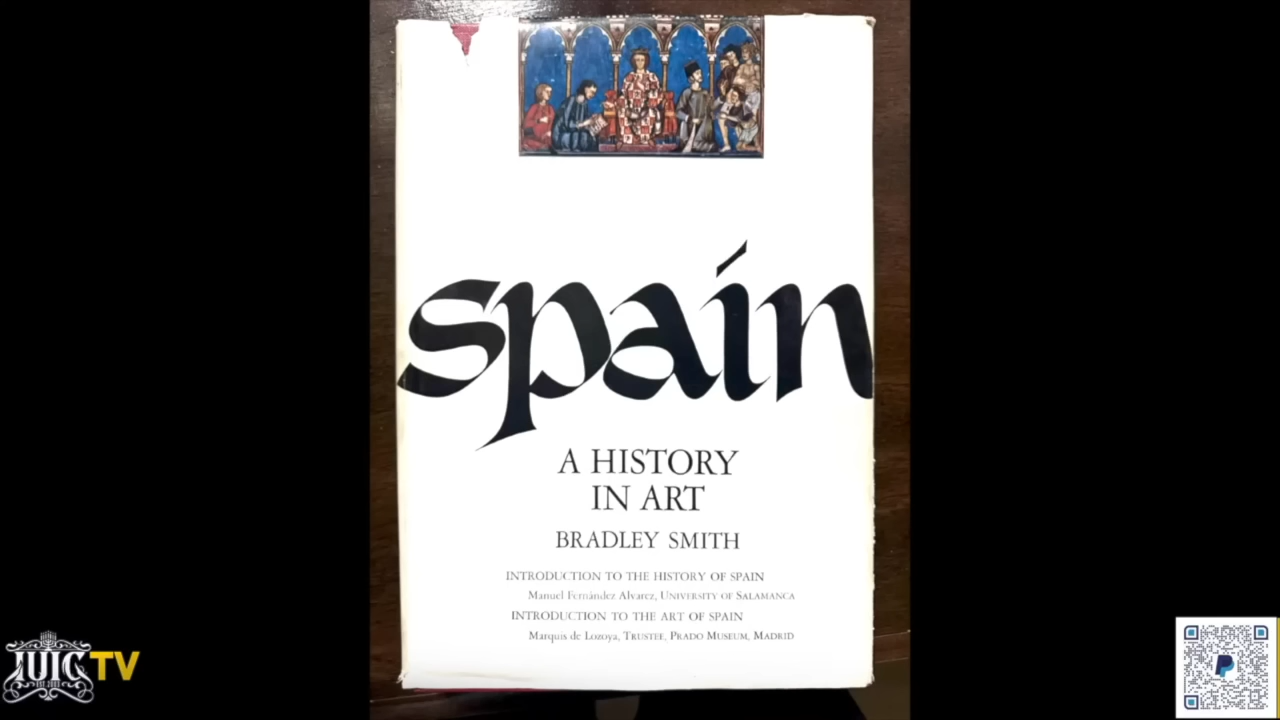 spain
A HISTORY
IN ART
BRADLEY SMITH
INTRODUCTION TO THE HISTORY OF SPAIN
Manuel Fernández Alvarez, UNIVERSITY OF SALAMANCA
INTRODUCTION TO THE ART OF SPAIN
Marquis de Lozoya, TRUSTEE, PRADO MUSEUM, MADRID
IUIC TV